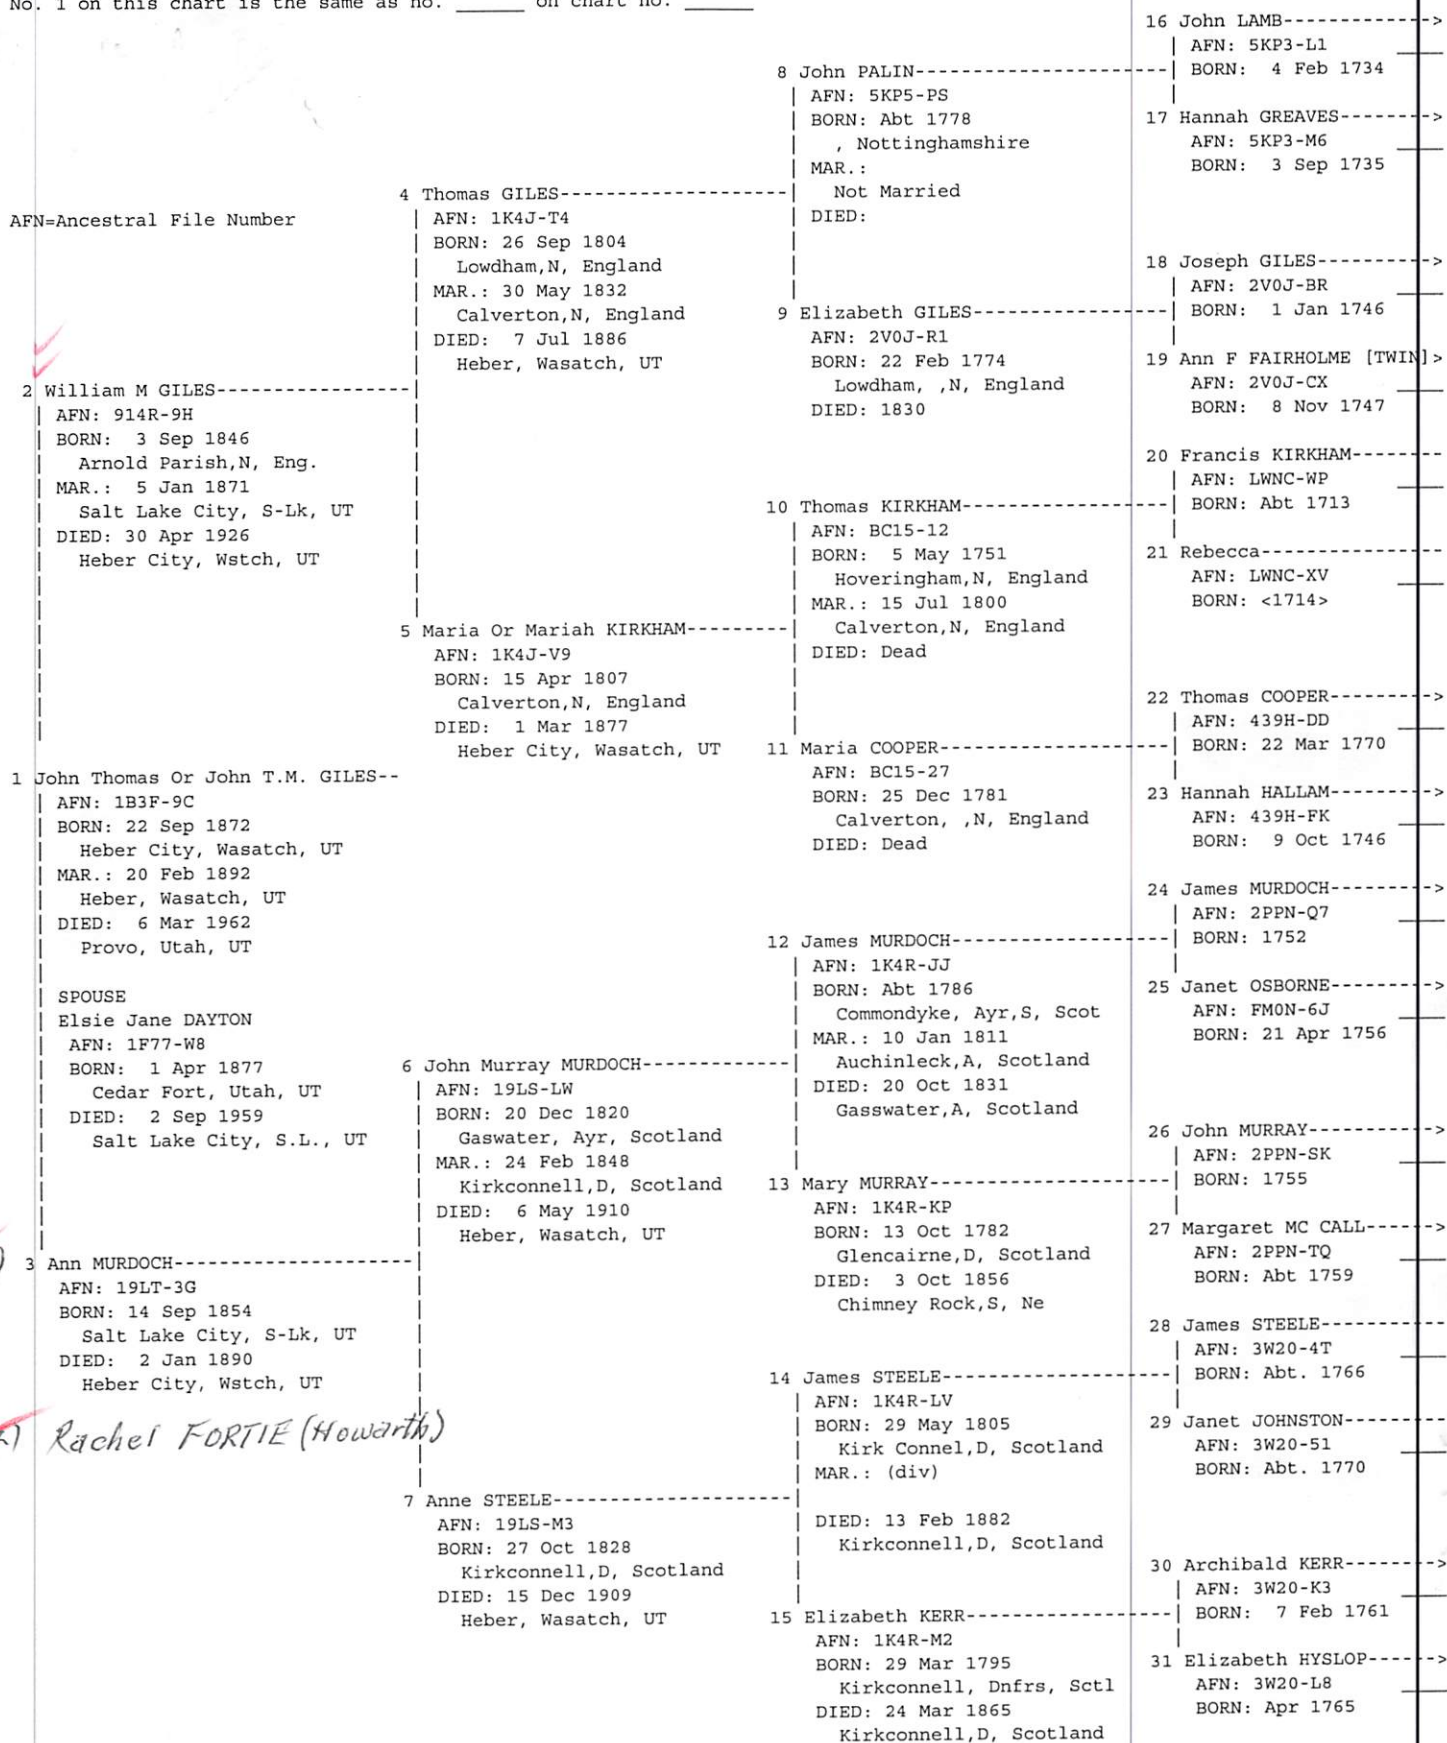 No. 1 on this chart is the same as no. ______ on chart no. ______
AFN=Ancestral File Number
2 William M GILES
AFN: 914R-9H
BORN: 3 Sep 1846
Arnold Parish,N, Eng.
MAR.: 5 Jan 1871
Salt Lake City, S-Lk, UT
DIED: 30 Apr 1926
Heber City, Wstch, UT
1 John Thomas Or John T.M. GILES--
AFN: 1B3F-9C
BORN: 22 Sep 1872
Heber City, Wasatch, UT
MAR.: 20 Feb 1892
Heber, Wasatch, UT
DIED: 6 Mar 1962
Provo, Utah, UT
SPOUSE
Elsie Jane DAYTON
AFN: 1F77-W8
BORN: 1 Apr 1877
Cedar Fort, Utah, UT
DIED: 2 Sep 1959
Salt Lake City, S.L., UT
3 Ann MURDOCH
AFN: 19LT-3G
BORN: 14 Sep 1854
Salt Lake City, S-Lk, UT
DIED: 2 Jan 1890
Heber City, Wstch, UT
Rachel FORTIE (Howarth)
4 Thomas GILES
AFN: 1K4J-T4
BORN: 26 Sep 1804
Lowdham,N, England
MAR.: 30 May 1832
Calverton,N, England
DIED: 7 Jul 1886
Heber, Wasatch, UT
5 Maria Or Mariah KIRKHAM
AFN: 1K4J-V9
BORN: 15 Apr 1807
Calverton,N, England
DIED: 1 Mar 1877
Heber City, Wasatch, UT
6 John Murray MURDOCH
AFN: 19LS-LW
BORN: 20 Dec 1820
Gaswater, Ayr, Scotland
MAR.: 24 Feb 1848
Kirkconnell,D, Scotland
DIED: 6 May 1910
Heber, Wasatch, UT
7 Anne STEELE
AFN: 19LS-M3
BORN: 27 Oct 1828
Kirkconnell,D, Scotland
DIED: 15 Dec 1909
Heber, Wasatch, UT
8 John PALIN
AFN: 5KP5-PS
BORN: Abt 1778
, Nottinghamshire
MAR.:
Not Married
DIED:
9 Elizabeth GILES
AFN: 2V0J-R1
BORN: 22 Feb 1774
Lowdham, ,N, England
DIED: 1830
10 Thomas KIRKHAM
AFN: BC15-12
BORN: 5 May 1751
Hoveringham,N, England
MAR.: 15 Jul 1800
Calverton,N, England
DIED: Dead
11 Maria COOPER
AFN: BC15-27
BORN: 25 Dec 1781
Calverton, ,N, England
DIED: Dead
12 James MURDOCH
AFN: 1K4R-JJ
BORN: Abt 1786
Commondyke, Ayr,S, Scot
MAR.: 10 Jan 1811
Auchinleck,A, Scotland
DIED: 20 Oct 1831
Gasswater,A, Scotland
13 Mary MURRAY
AFN: 1K4R-KP
BORN: 13 Oct 1782
Glencairne,D, Scotland
DIED: 3 Oct 1856
Chimney Rock,S, Ne
14 James STEELE
AFN: 1K4R-LV
BORN: 29 May 1805
Kirk Connel,D, Scotland
MAR.: (div)
DIED: 13 Feb 1882
Kirkconnell,D, Scotland
15 Elizabeth KERR
AFN: 1K4R-M2
BORN: 29 Mar 1795
Kirkconnell, Dnfrs, Sctl
DIED: 24 Mar 1865
Kirkconnell,D, Scotland
16 John LAMB
AFN: 5KP3-L1
BORN: 4 Feb 1734
17 Hannah GREAVES
AFN: 5KP3-M6
BORN: 3 Sep 1735
18 Joseph GILES
AFN: 2V0J-BR
BORN: 1 Jan 1746
19 Ann F FAIRHOLME [TWIN]>
AFN: 2V0J-CX
BORN: 8 Nov 1747
20 Francis KIRKHAM
AFN: LWNC-WP
BORN: Abt 1713
21 Rebecca
AFN: LWNC-XV
BORN: <1714>
22 Thomas COOPER
AFN: 439H-DD
BORN: 22 Mar 1770
23 Hannah HALLAM
AFN: 439H-FK
BORN: 9 Oct 1746
24 James MURDOCH
AFN: 2PPN-Q7
BORN: 1752
25 Janet OSBORNE
AFN: FM0N-6J
BORN: 21 Apr 1756
26 John MURRAY
AFN: 2PPN-SK
BORN: 1755
27 Margaret MC CALL
AFN: 2PPN-TQ
BORN: Abt 1759
28 James STEELE
AFN: 3W20-4T
BORN: Abt. 1766
29 Janet JOHNSTON
AFN: 3W20-51
BORN: Abt. 1770
30 Archibald KERR
AFN: 3W20-K3
BORN: 7 Feb 1761
31 Elizabeth HYSLOP
AFN: 3W20-L8
BORN: Apr 1765